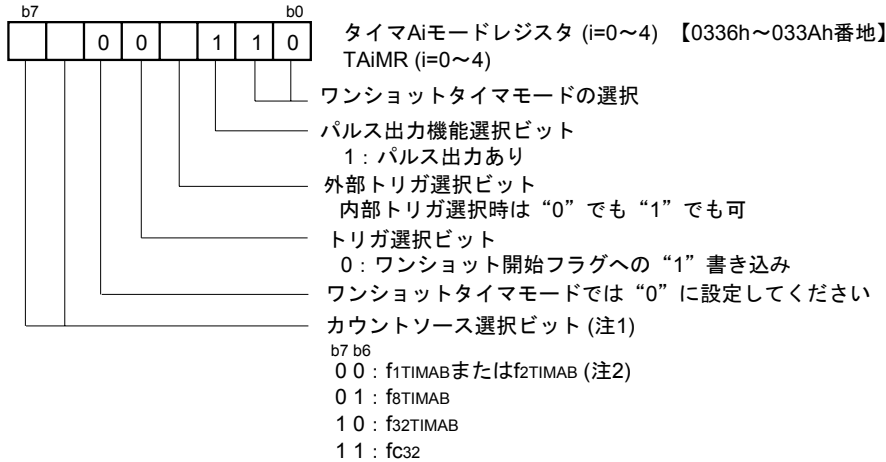 b7 b0
0 0 1 1 0
タイマAiモードレジスタ (i=0～4) 【0336h～033Ah番地】
TAiMR (i=0～4)
ワンショットタイマモードの選択
パルス出力機能選択ビット
1：パルス出力あり
外部トリガ選択ビット
内部トリガ選択時は“0”でも“1”でも可
トリガ選択ビット
0：ワンショット開始フラグへの“1”書き込み
ワンショットタイマモードでは“0”に設定してください
カウントソース選択ビット (注1)
b7 b6
0 0：f1TIMABまたはf2TIMAB (注2)
0 1：f8TIMAB
1 0：f32TIMAB
1 1：fC32